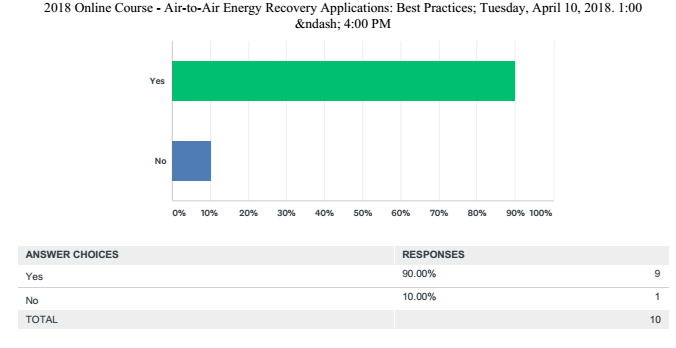 2018 Online Course - Air-to-Air Energy Recovery Applications: Best Practices; Tuesday, April 10, 2018. 1:00
&ndash; 4:00 PM
Yes
No
0% 10% 20% 30% 40% 50% 60% 70% 80% 90% 100%
ANSWER CHOICES RESPONSES
Yes 90.00% 9
No 10.00% 1
TOTAL 10